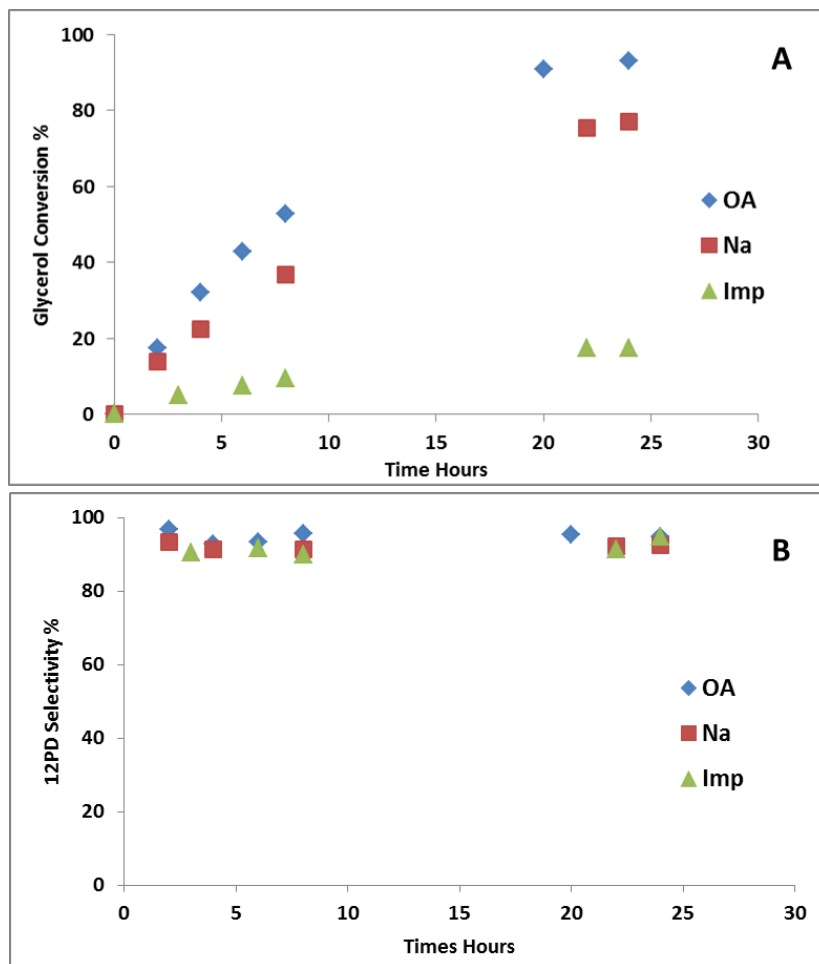 A
100
80
60
40
20
0
Glycerol Conversion %
0 5 10 15 20 25 30
Time Hours
OA
Na
Imp
B
100
80
60
40
20
0
12PD Selectivity %
0 5 10 15 20 25 30
Times Hours
OA
Na
Imp